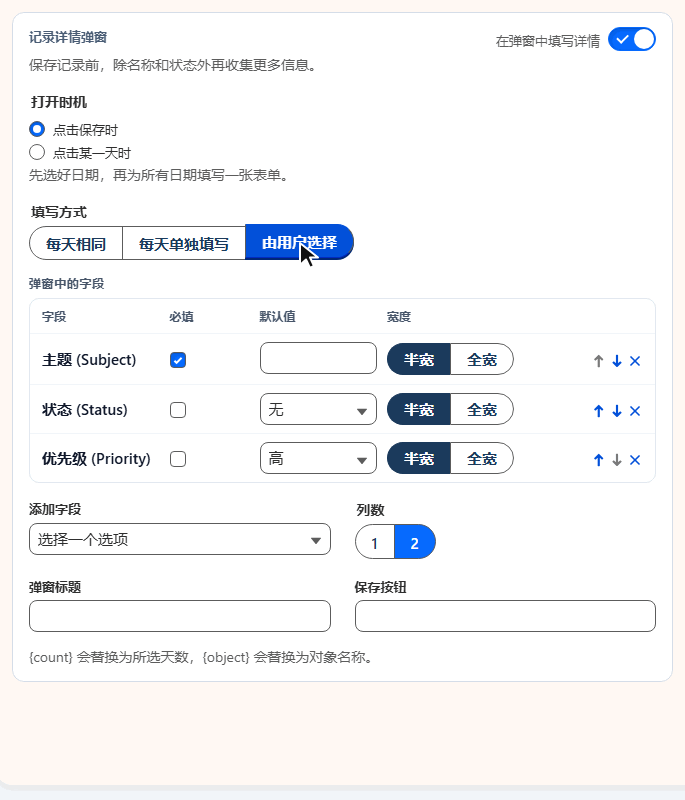 记录详情弹窗
在弹窗中填写详情
保存记录前，除名称和状态外再收集更多信息。
打开时机
点击保存时
点击某一天时
先选好日期，再为所有日期填写一张表单。
填写方式
每天相同 每天单独填写 由用户选择
弹窗中的字段
字段 必填 默认值 宽度
主题 (Subject) 半宽 全宽
状态 (Status) 无 半宽 全宽
优先级 (Priority) 高 半宽 全宽
添加字段 列数
选择一个选项 1 2
弹窗标题 保存按钮
{count} 会替换为所选天数，{object} 会替换为对象名称。